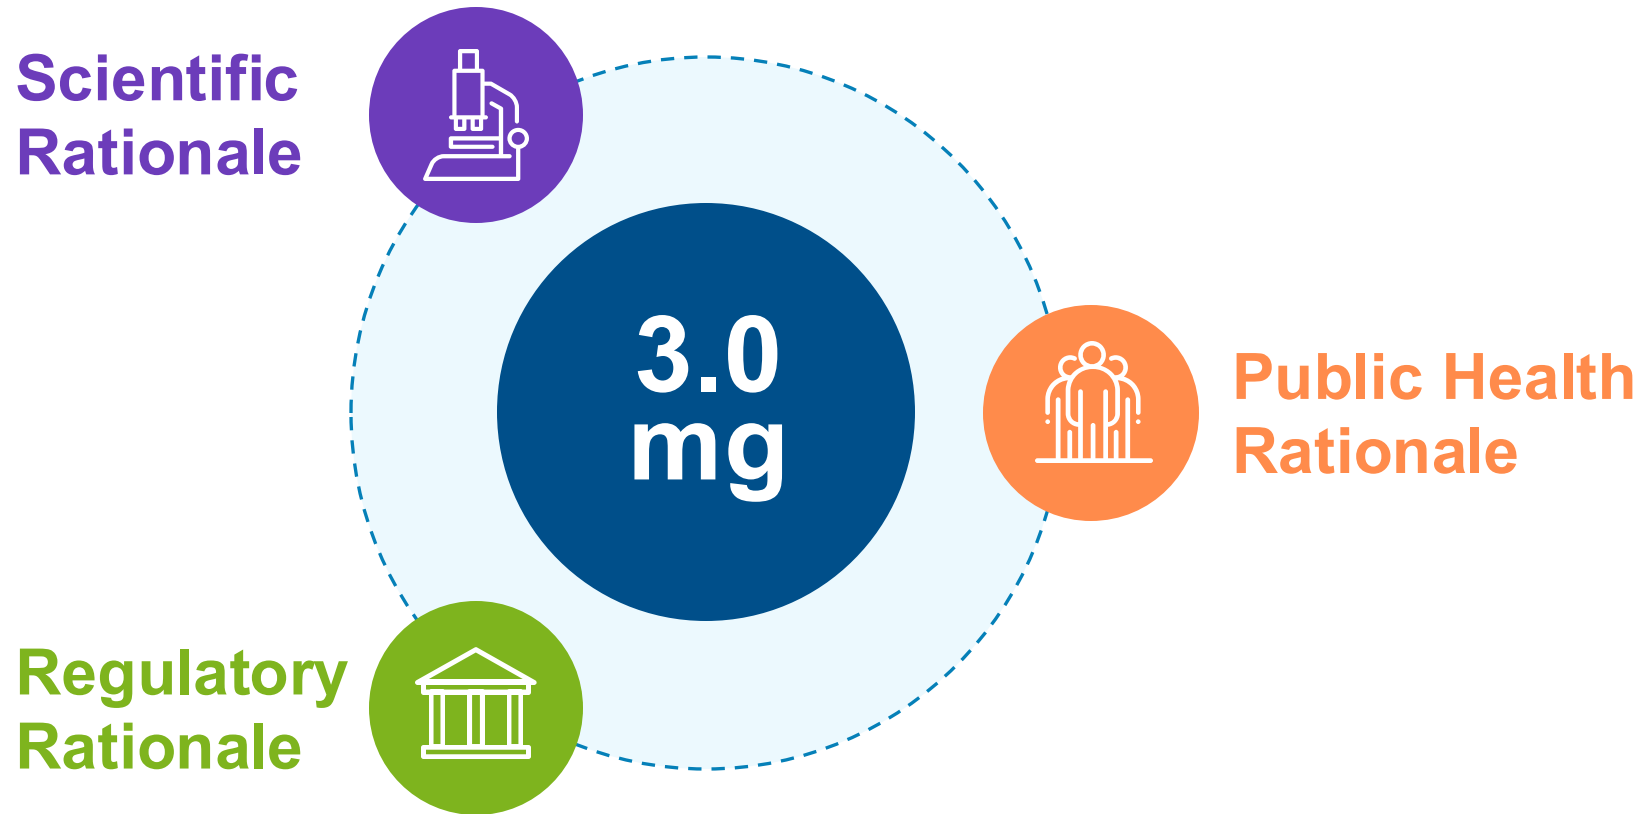 Scientific
Rationale
3.0
mg
Public Health
Rationale
Regulatory
Rationale